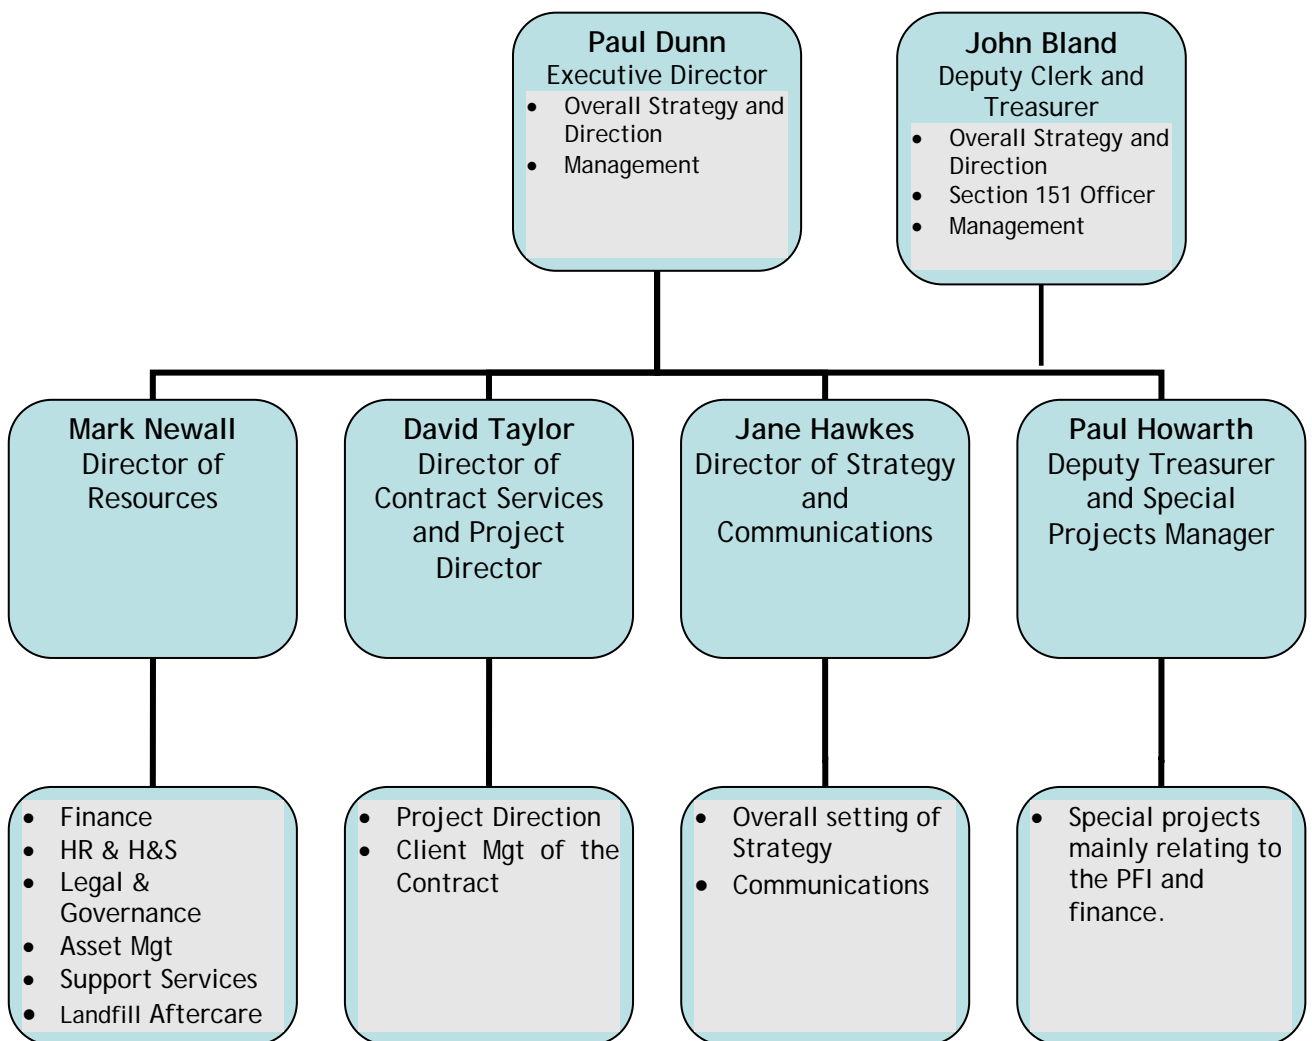 Paul Dunn
Executive Director
• Overall Strategy and
Direction
• Management
John Bland
Deputy Clerk and
Treasurer
• Overall Strategy and
Direction
• Section 151 Officer
• Management
Mark Newall
Director of
Resources
David Taylor
Director of
Contract Services
and Project
Director
Jane Hawkes
Director of Strategy
and
Communications
Paul Howarth
Deputy Treasurer
and Special
Projects Manager
• Finance
• HR & H&S
• Legal &
Governance
• Asset Mgt
• Support Services
• Landfill Aftercare
• Project Direction
• Client Mgt of the
Contract
• Overall setting of
Strategy
• Communications
• Special projects
mainly relating to
the PFI and
finance.